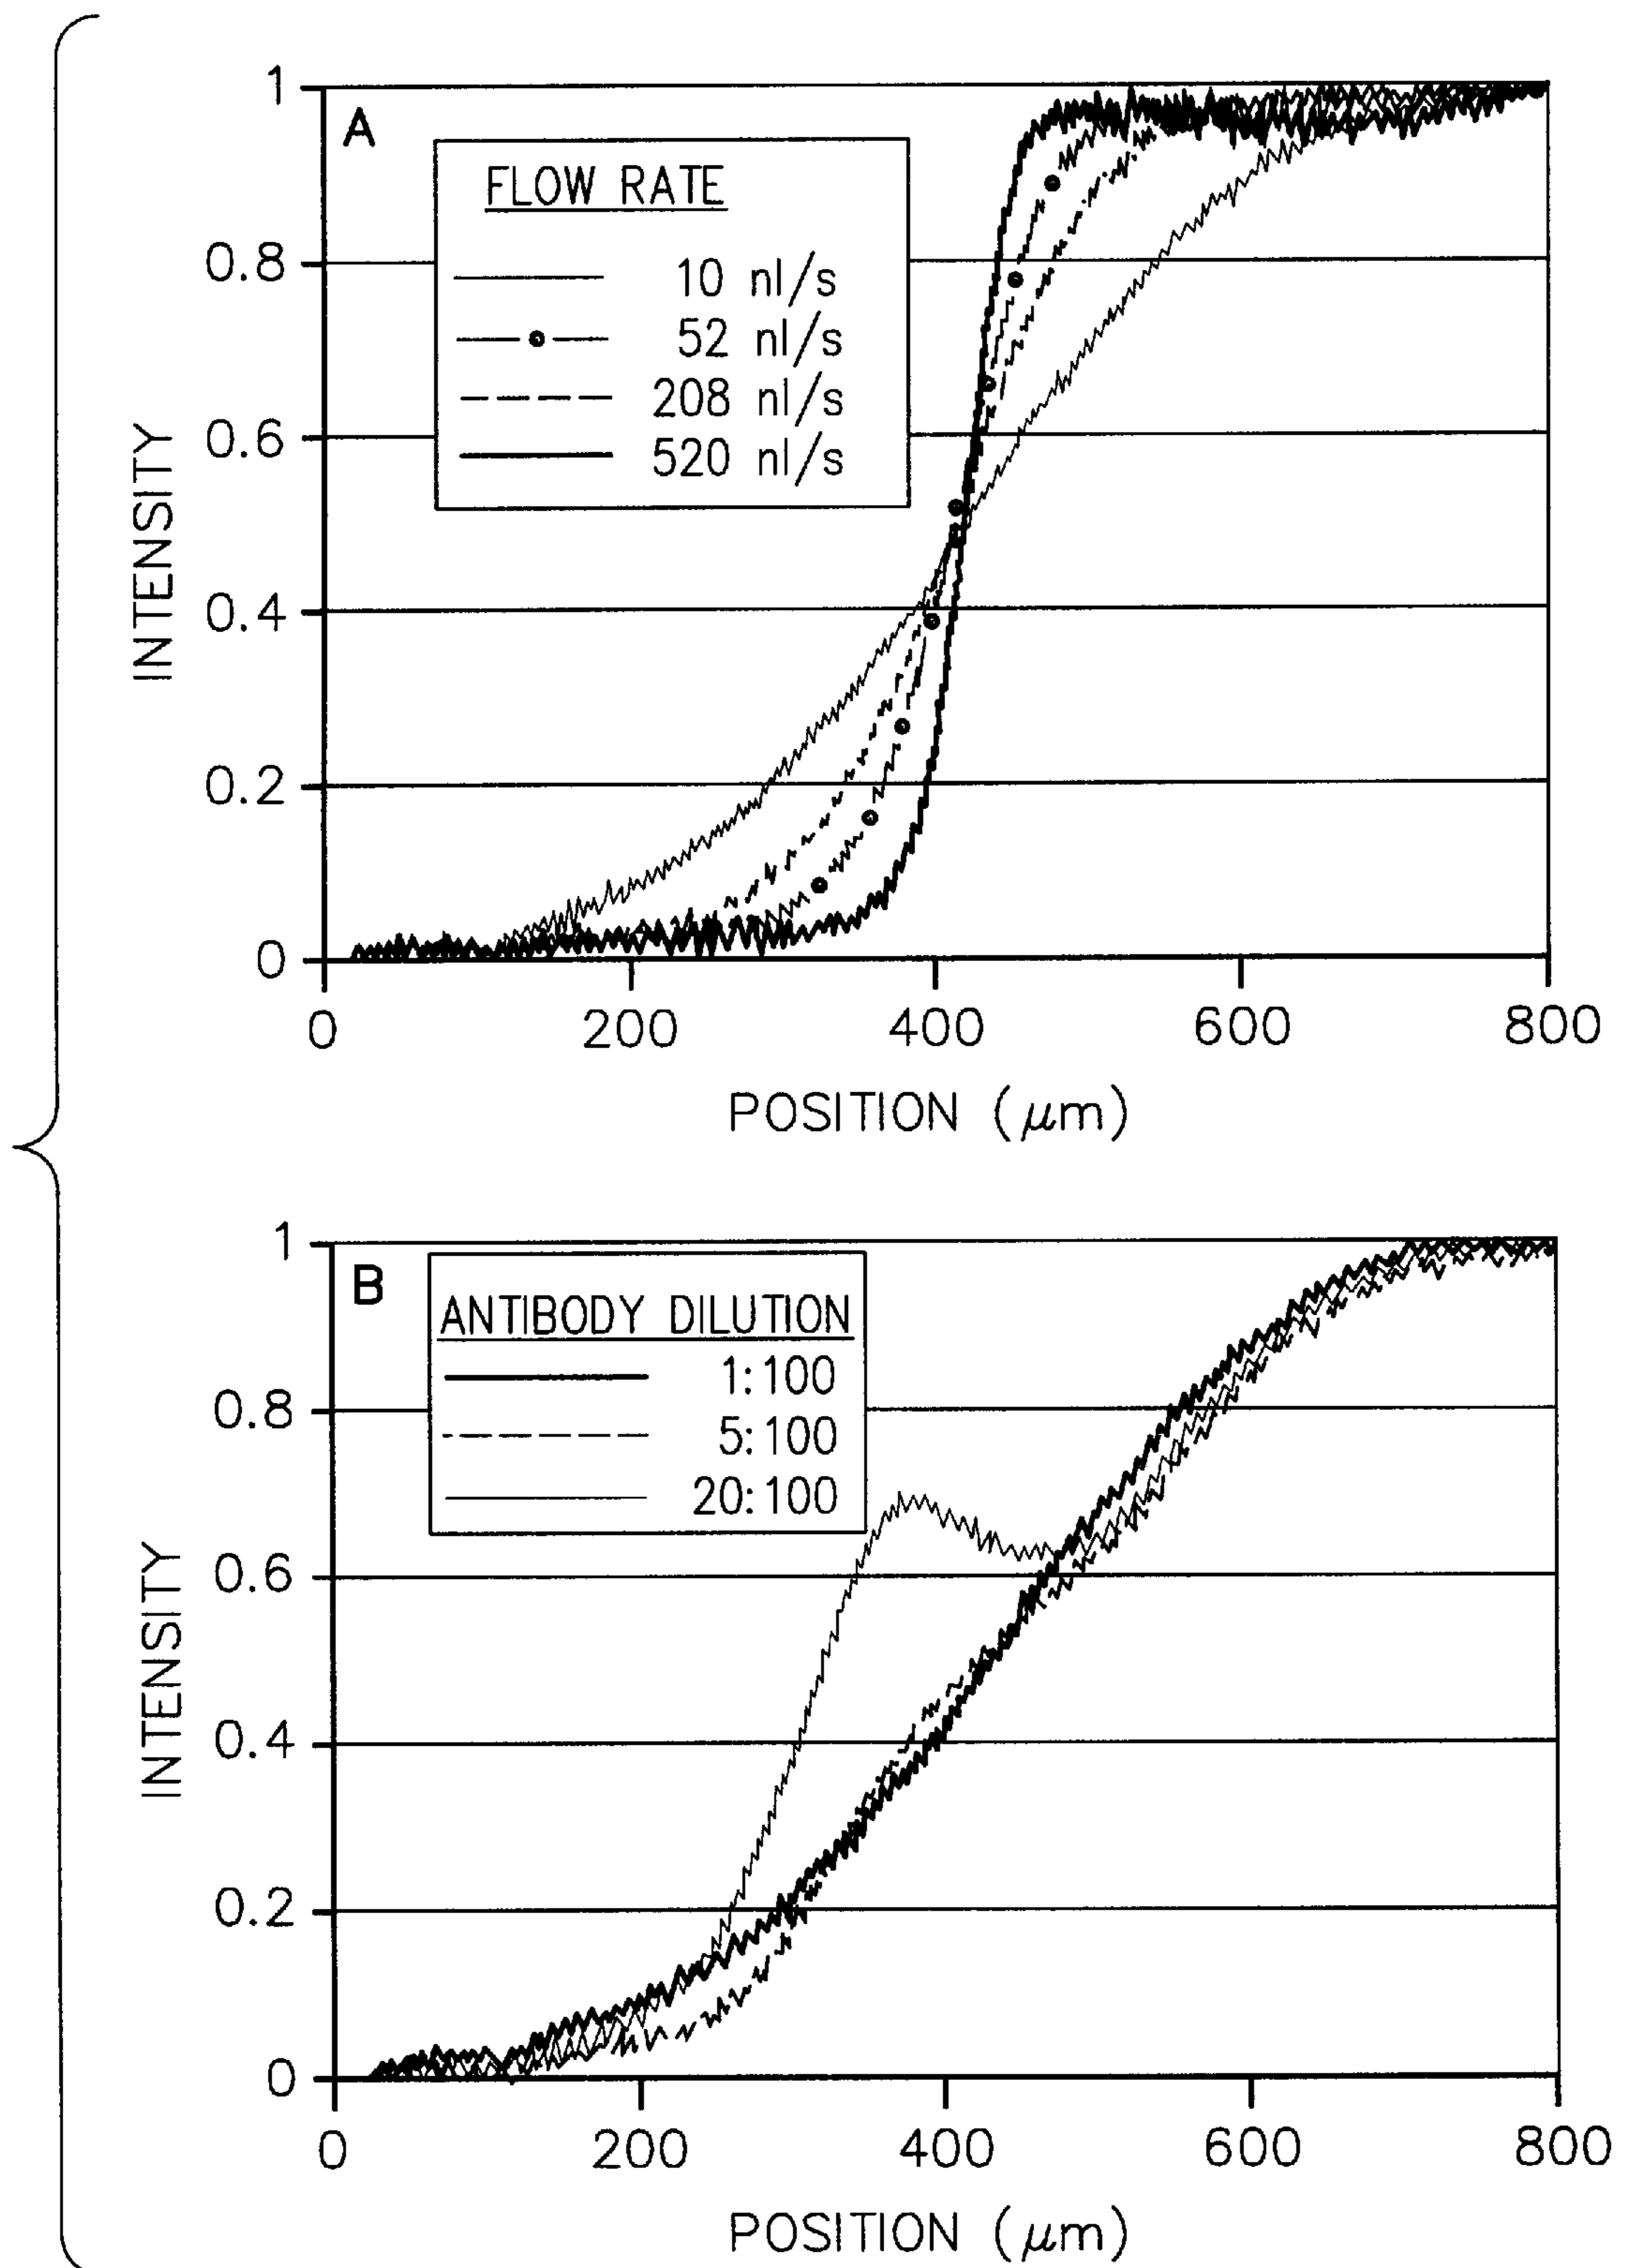 1
A
FLOW RATE
10 nl/s
52 nl/s
208 nl/s
520 nl/s
0.8
0.6
0.4
0.2
0
INTENSITY
0 200 400 600 800
POSITION (μm)
1
B
ANTIBODY DILUTION
1:100
5:100
20:100
0.8
0.6
0.4
0.2
0
INTENSITY
0 200 400 600 800
POSITION (μm)